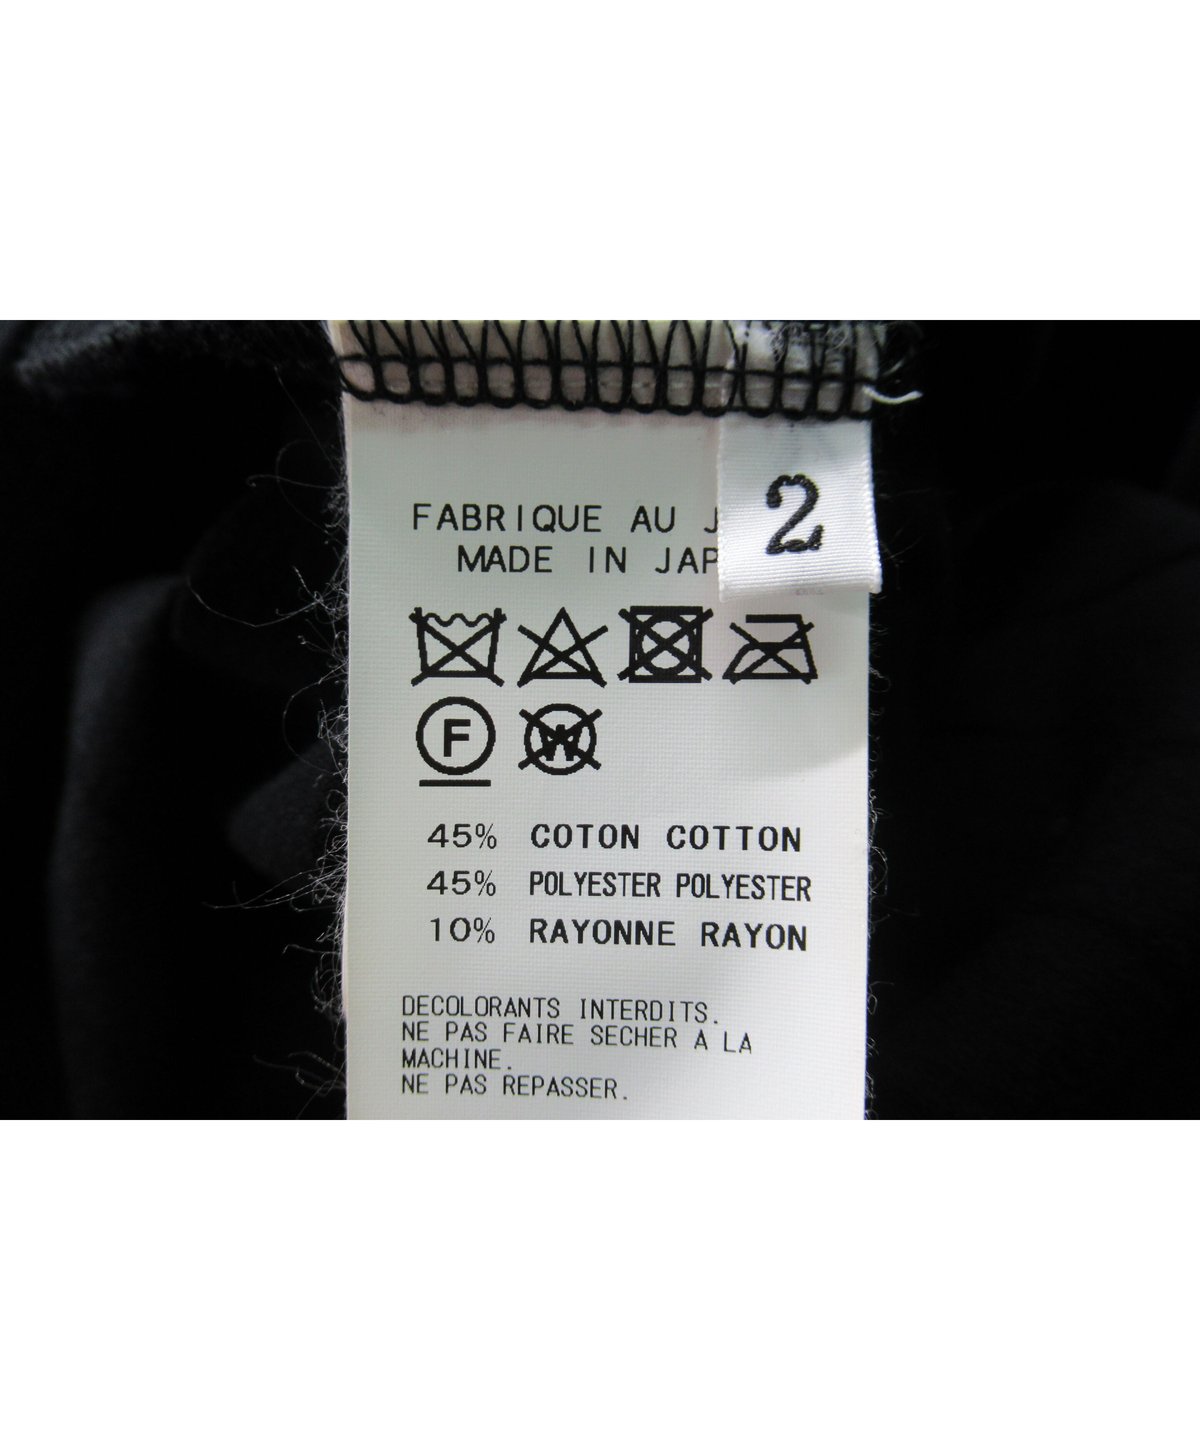 FABRIQUE AU
2
MADE IN
F
W
45% COTON COTTON
45% POLYESTER POLYESTER
10% RAYONNE RAYON
DECOLORANTS INTERDITS.
NE PAS FAIRE SECHER A LA
MACHINE.
NE PAS REPASSER.